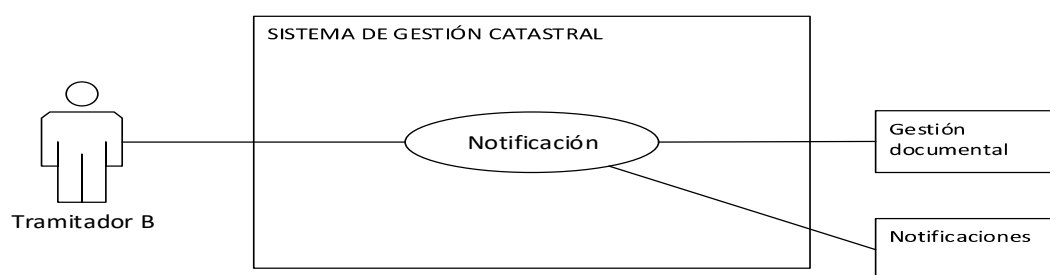 SISTEMA DE GESTIÓN CATASTRAL
Notificación
Gestión
documental
Tramitador B
Notificaciones